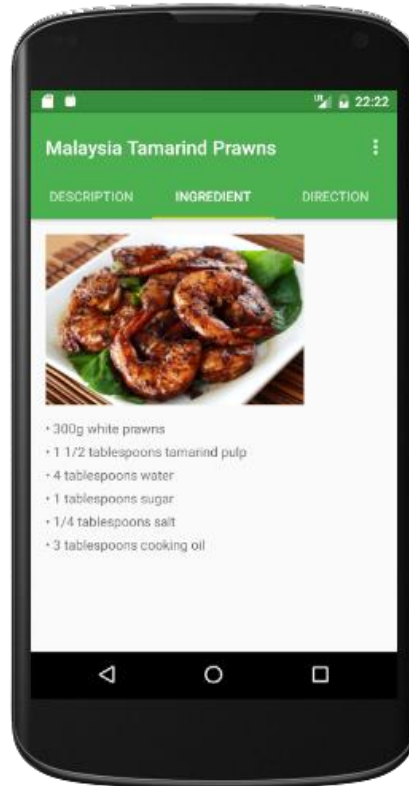 22:22
Malaysia Tamarind Prawns
DESCRIPTION INGREDIENT DIRECTION
• 300g white prawns
• 1 1/2 tablespoons tamarind pulp
• 4 tablespoons water
• 1 tablespoons sugar
• 1/4 tablespoons salt
• 3 tablespoons cooking oil